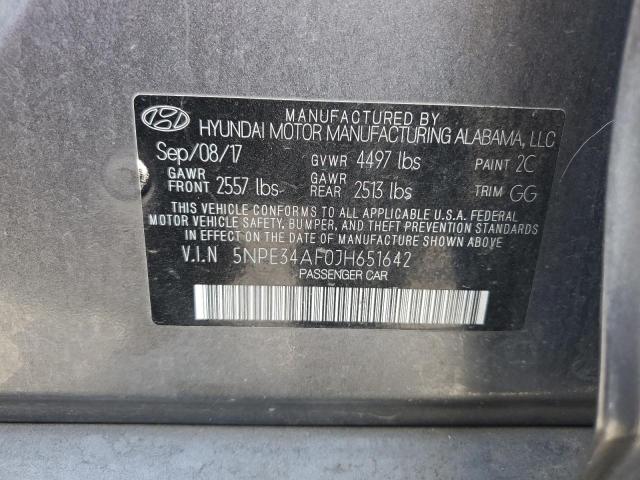 MANUFACTURED BY
HYUNDAI MOTOR MANUFACTURING ALABAMA, LLC
Sep/08/17 GVWR 4497 lbs PAINT 2C
GAWR FRONT 2557 lbs GAWR REAR 2513 lbs TRIM GG
THIS VEHICLE CONFORMS TO ALL APPLICABLE U.S.A. FEDERAL
MOTOR VEHICLE SAFETY, BUMPER, AND THEFT PREVENTION STANDARDS
IN EFFECT ON THE DATE OF MANUFACTURE SHOWN ABOVE.
V.I.N 5NPE34AF0JH651642
PASSENGER CAR